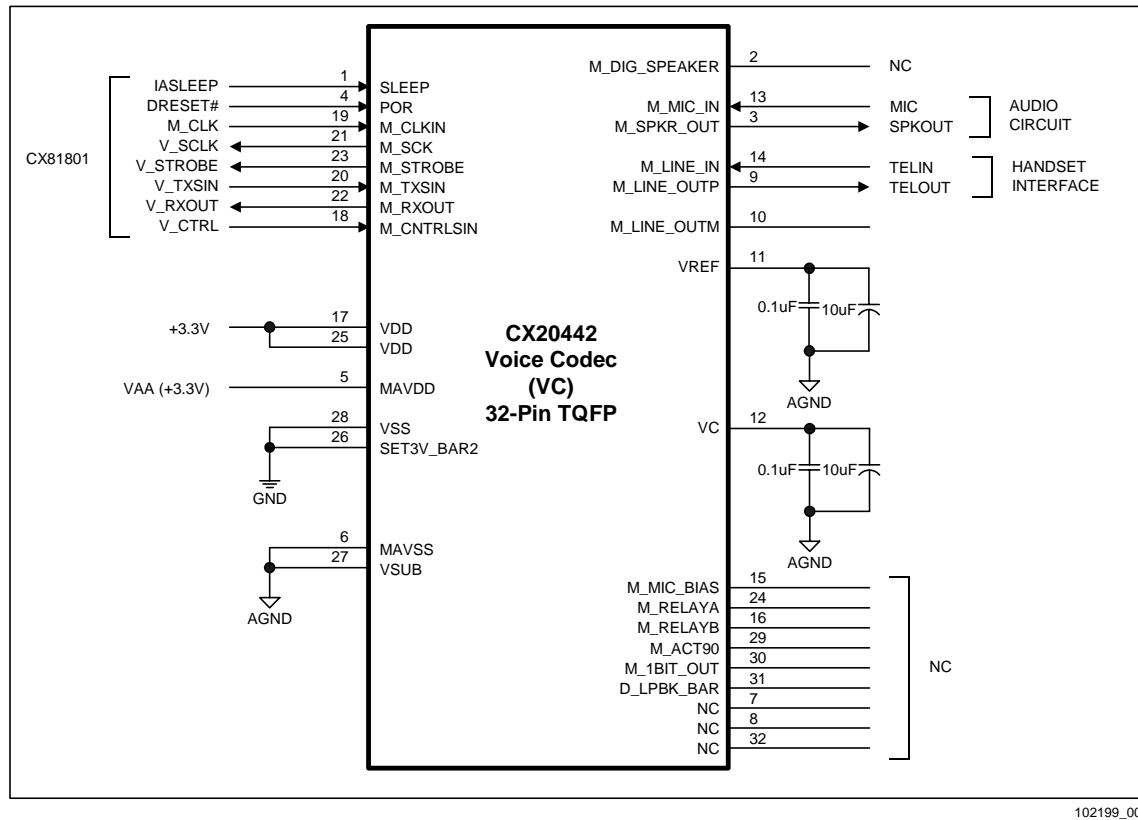 CX81801
IASLEEP 1 SLEEP
DRESET# 4 POR
M_CLK 19 M_CLKIN
V_SCLK 21 M_SCK
V_STROBE 23 M_STROBE
V_TXSIN 20 M_TXSIN
V_RXOUT 22 M_RXOUT
V_CTRL 18 M_CNTRLSIN
+3.3V 17 VDD
25 VDD
VAA (+3.3V) 5 MAVDD
28 VSS
26 SET3V_BAR2
GND
6 MAVSS
27 VSUB
AGND
CX20442
Voice Codec
(VC)
32-Pin TQFP
M_DIG_SPEAKER 2 NC
M_MIC_IN 13 MIC
M_SPKR_OUT 3 SPKOUT
AUDIO
CIRCUIT
M_LINE_IN 14 TELIN
M_LINE_OUTP 9 TELOUT
HANDSET
INTERFACE
M_LINE_OUTM 10
VREF 11
0.1uF 10uF
AGND
VC 12
0.1uF 10uF
AGND
M_MIC_BIAS 15
M_RELAYA 24
M_RELAYB 16
M_ACT90 29
M_1BIT_OUT 30
D_LPBK_BAR 31
NC 7
NC 8
NC 32
NC